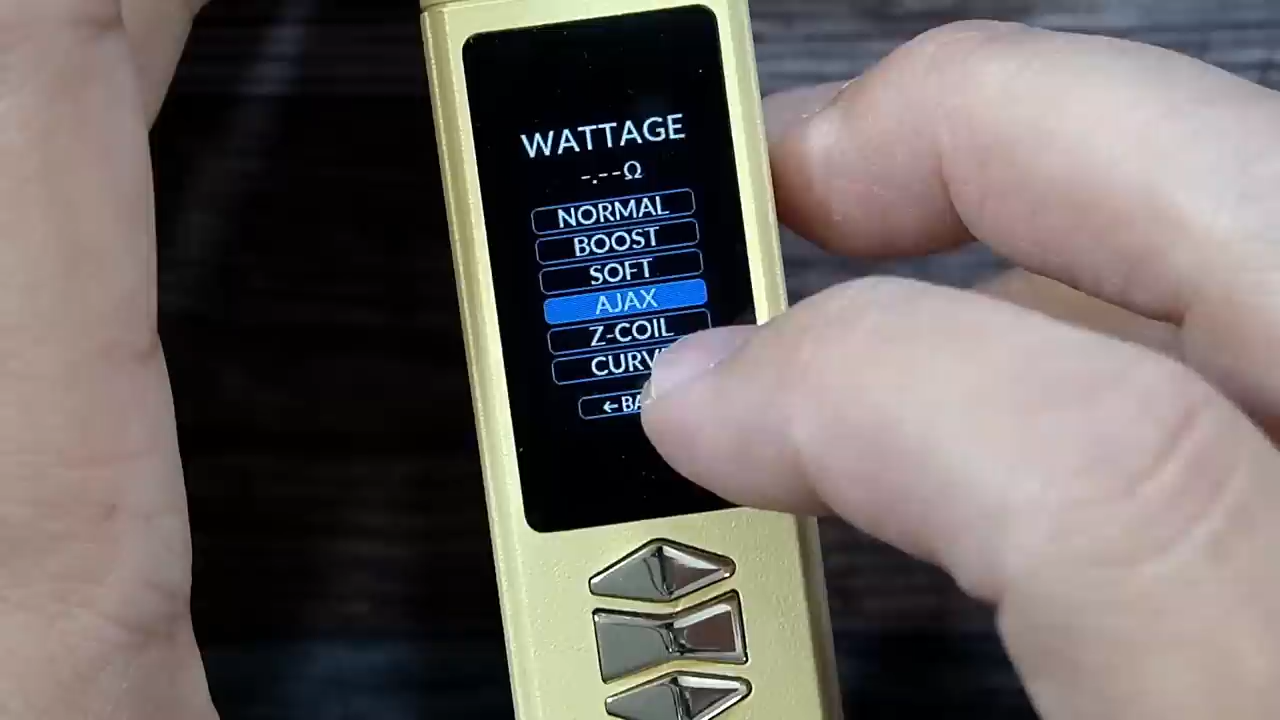 WATTAGE
-.--Ω
NORMAL
BOOST
SOFT
AJAX
Z-COIL